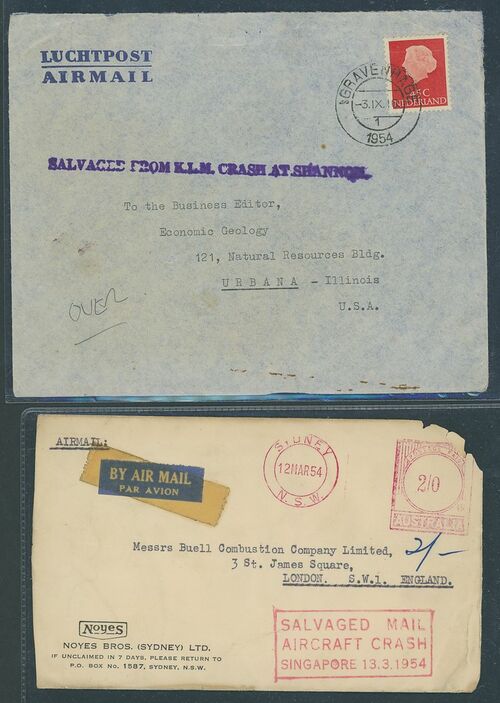 LUCHTPOST
AIRMAIL
'S GRAVENHAGE
-3.IX.
1
1954
45C
NEDERLAND
SALVAGED FROM K.L.M. CRASH AT SHANNON.
To the Business Editor,
Economic Geology
121, Natural Resources Bldg.
URBANA - Illinois
U.S.A.
OVER
AIRMAIL:
BY AIR MAIL
PAR AVION
SYDNEY
12MAR54
N.S.W.
2/0
AUSTRALIA
Messrs Buell Combustion Company Limited,
2/-
3 St. James Square,
LONDON. S.W.1. ENGLAND.
Noyes
NOYES BROS. (SYDNEY) LTD.
IF UNCLAIMED IN 7 DAYS, PLEASE RETURN TO
P.O. BOX No. 1587, SYDNEY, N.S.W.
SALVAGED MAIL
AIRCRAFT CRASH
SINGAPORE 13.3.1954